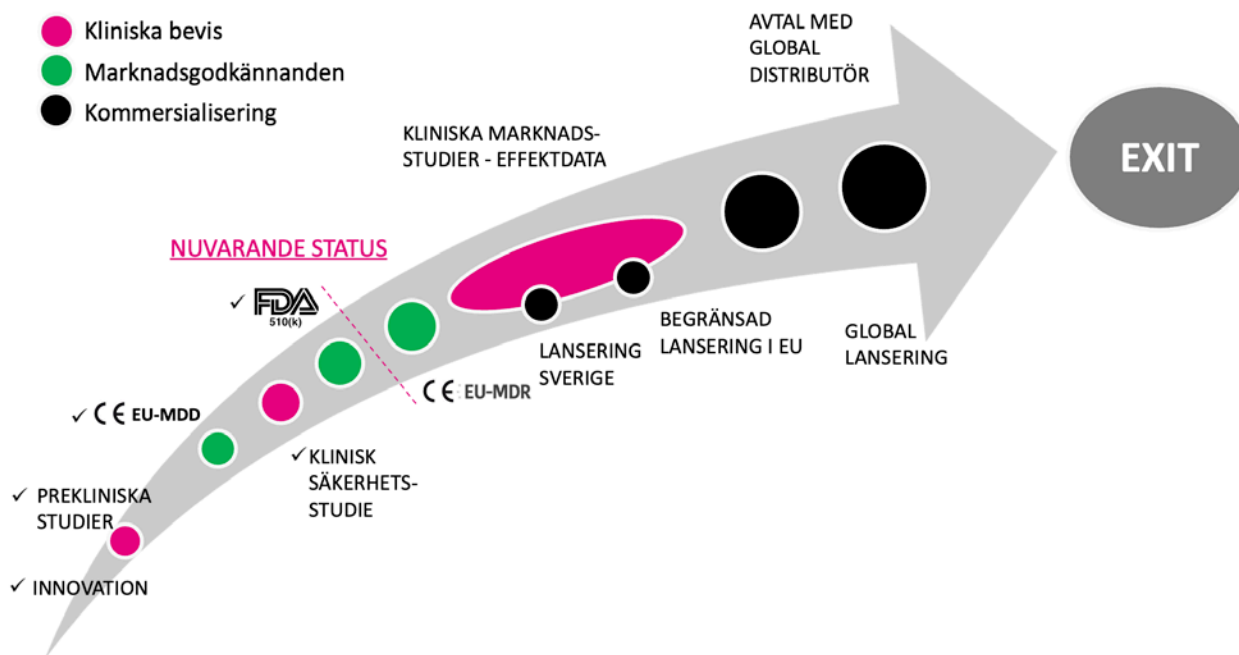 Kliniska bevis
Marknadsgodkännanden
Kommersialisering
AVTAL MED
GLOBAL
DISTRIBUTÖR
EXIT
KLINISKA MARKNADS-
STUDIER - EFFEKTDATA
NUVARANDE STATUS
✓ FDA
510(k)
BEGRÄNSAD
LANSERING I EU
GLOBAL
LANSERING
LANSERING
SVERIGE
CE EU-MDR
✓ CE EU-MDD
✓ KLINISK
SÄKERHETS-
STUDIE
✓ PREKLINISKA
STUDIER
✓ INNOVATION